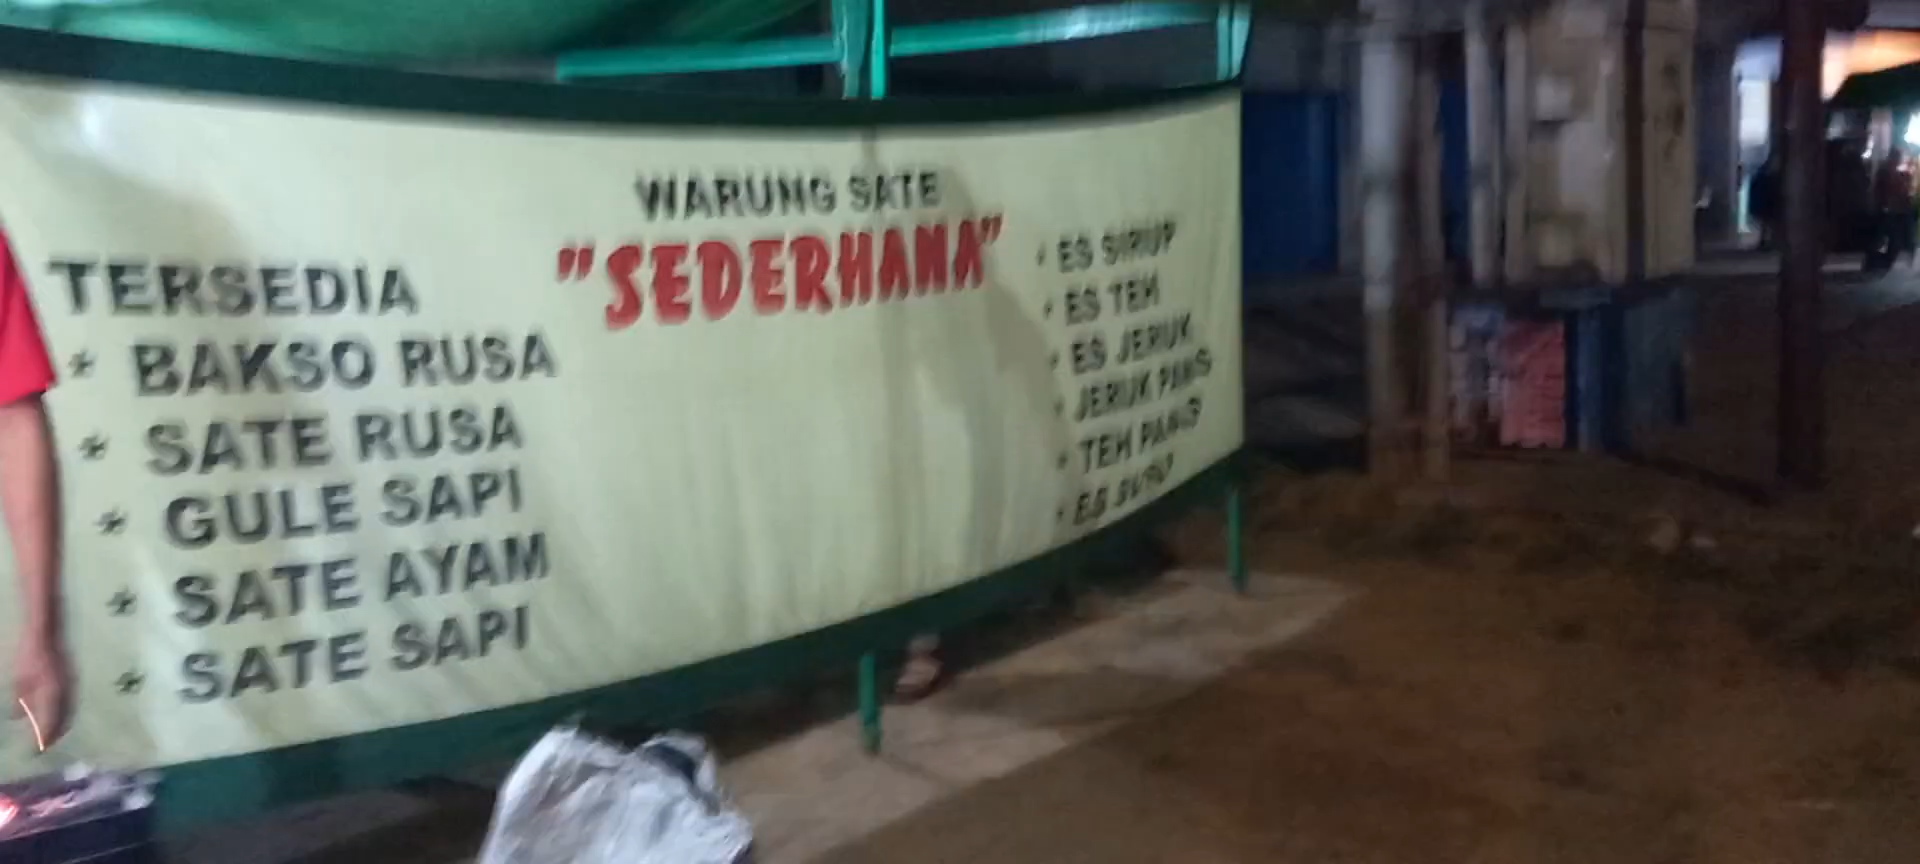 WARUNG SATE
"SEDERHANA"
TERSEDIA
* BAKSO RUSA
* SATE RUSA
* GULE SAPI
* SATE AYAM
* SATE SAPI
• ES SIRUP
• ES TEH
• ES JERUK
• JERUK PANAS
• TEH PANAS
• ES